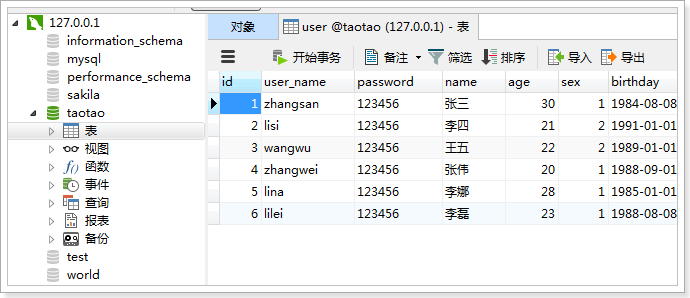 127.0.0.1
information_schema
mysql
performance_schema
sakila
taotao
表
视图
函数
事件
查询
报表
备份
test
world
对象
user @taotao (127.0.0.1) - 表
开始事务 备注 筛选 排序 导入 导出
id user_name password name age sex birthday
1 zhangsan 123456 张三 30 1 1984-08-08
2 lisi 123456 李四 21 2 1991-01-01
3 wangwu 123456 王五 22 2 1989-01-01
4 zhangwei 123456 张伟 20 1 1988-09-01
5 lina 123456 李娜 28 1 1985-01-01
6 lilei 123456 李磊 23 1 1988-08-08